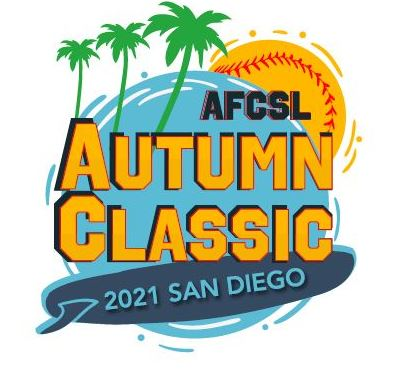 AFCSL
AUTUMN
CLASSIC
2021 SAN DIEGO